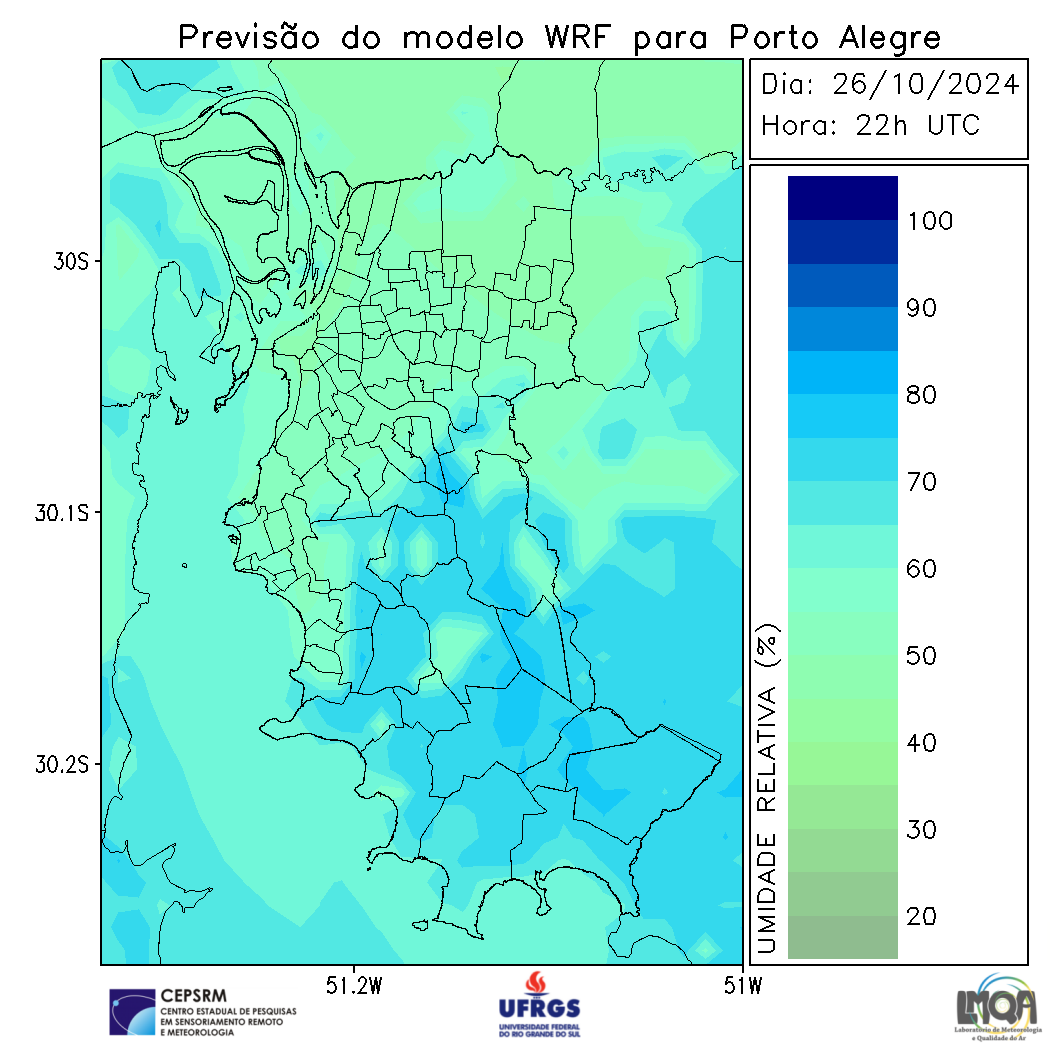 Previsão do modelo WRF para Porto Alegre
Dia: 26/10/2024
Hora: 22h UTC
30S
30.1S
30.2S
51.2W
51W
100
90
80
70
60
50
40
30
20
UMIDADE RELATIVA (%)
CEPSRM
CENTRO ESTADUAL DE PESQUISAS
EM SENSORIAMENTO REMOTO
E METEOROLOGIA
UFRGS
UNIVERSIDADE FEDERAL
DO RIO GRANDE DO SUL
LMQA
Laboratório de Meteorologia
e Qualidade do Ar